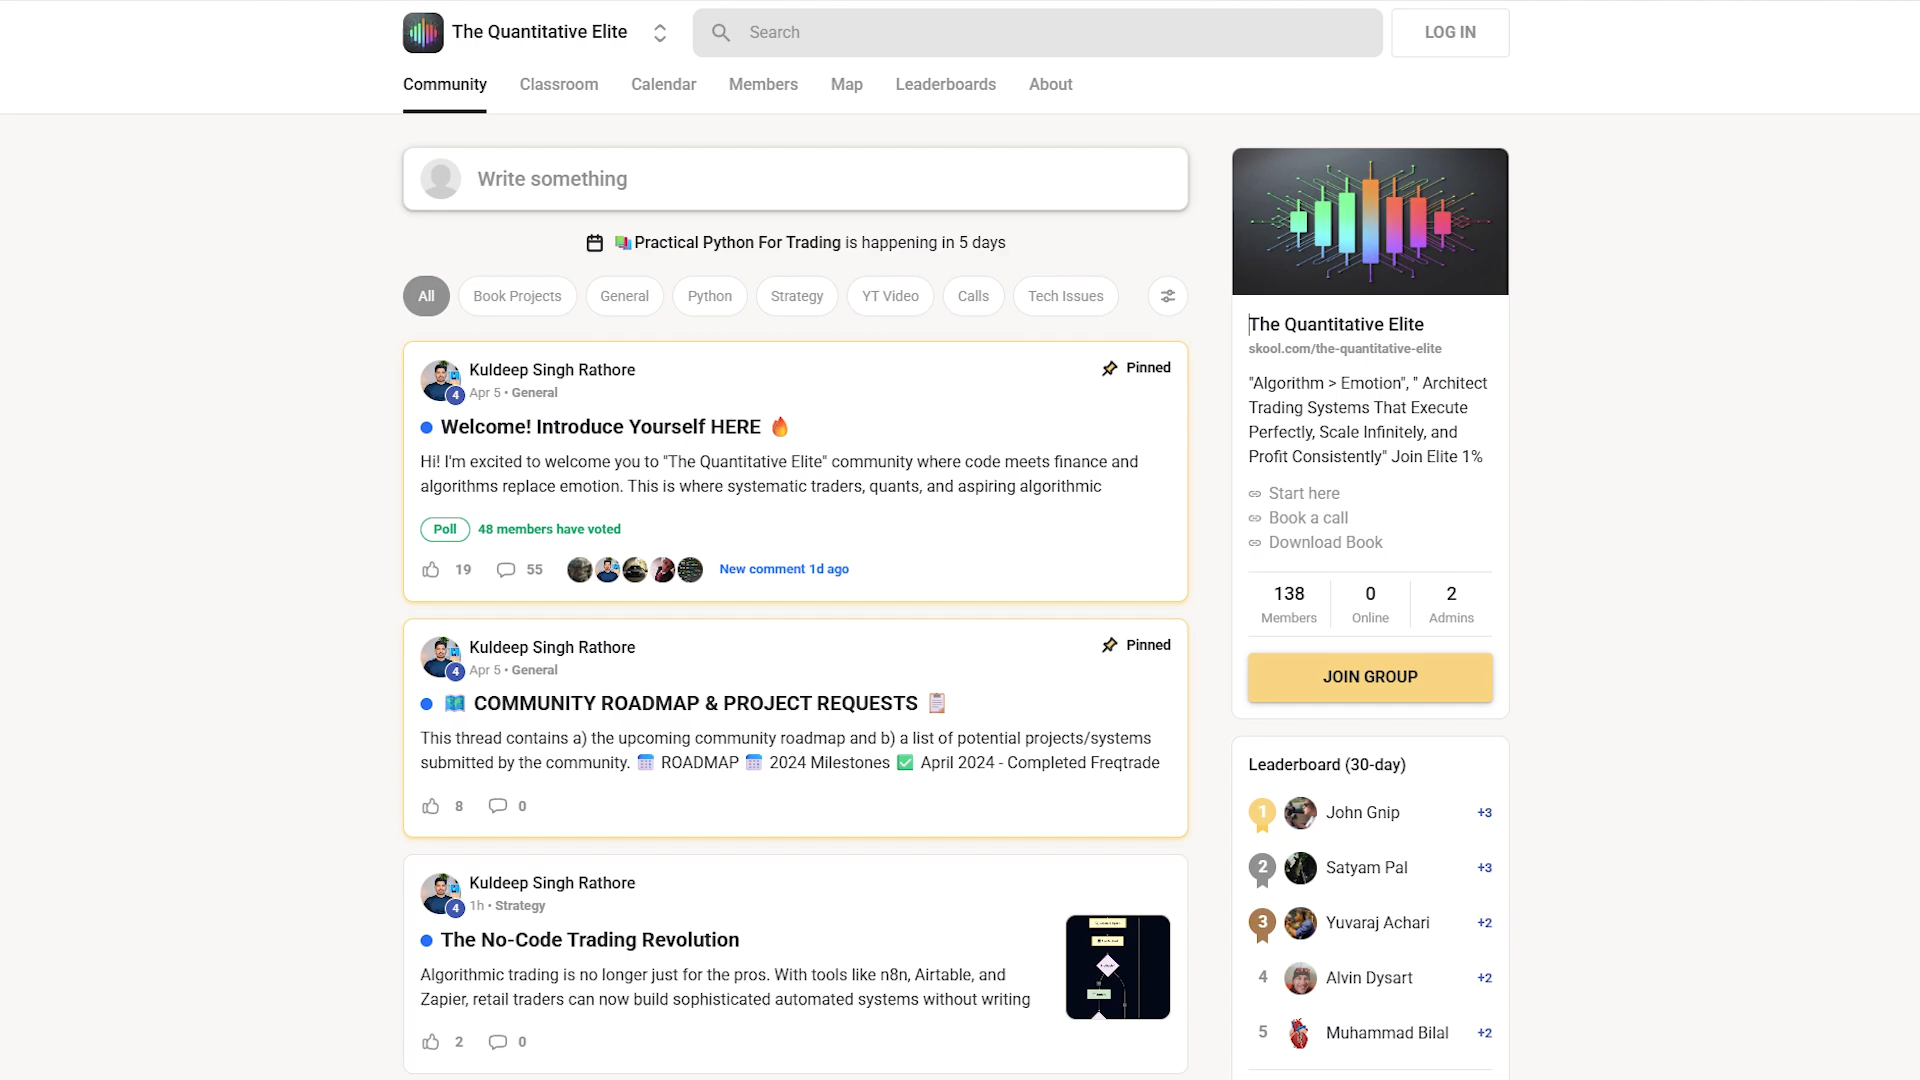 The Quantitative Elite
Search
LOG IN
Community
Classroom
Calendar
Members
Map
Leaderboards
About
Write something
Practical Python For Trading is happening in 5 days
All
Book Projects
General
Python
Strategy
YT Video
Calls
Tech Issues
Kuldeep Singh Rathore
Pinned
4
Apr 5 • General
Welcome! Introduce Yourself HERE 🔥
Hi! I'm excited to welcome you to "The Quantitative Elite" community where code meets finance and
algorithms replace emotion. This is where systematic traders, quants, and aspiring algorithmic
Poll
48 members have voted
19
55
New comment 1d ago
Kuldeep Singh Rathore
Pinned
4
Apr 5 • General
🗺️ COMMUNITY ROADMAP & PROJECT REQUESTS 📋
This thread contains a) the upcoming community roadmap and b) a list of potential projects/systems
submitted by the community. 🗓️ ROADMAP 🗓️ 2024 Milestones ✅ April 2024 - Completed Freqtrade
8
0
Kuldeep Singh Rathore
4
1h • Strategy
The No-Code Trading Revolution
Algorithmic trading is no longer just for the pros. With tools like n8n, Airtable, and
Zapier, retail traders can now build sophisticated automated systems without writing
2
0
The Quantitative Elite
skool.com/the-quantitative-elite
"Algorithm > Emotion", " Architect
Trading Systems That Execute
Perfectly, Scale Infinitely, and
Profit Consistently" Join Elite 1%
Start here
Book a call
Download Book
138
Members
0
Online
2
Admins
JOIN GROUP
Leaderboard (30-day)
1
John Gnip
+3
2
Satyam Pal
+3
3
Yuvaraj Achari
+2
4
Alvin Dysart
+2
5
Muhammad Bilal
+2